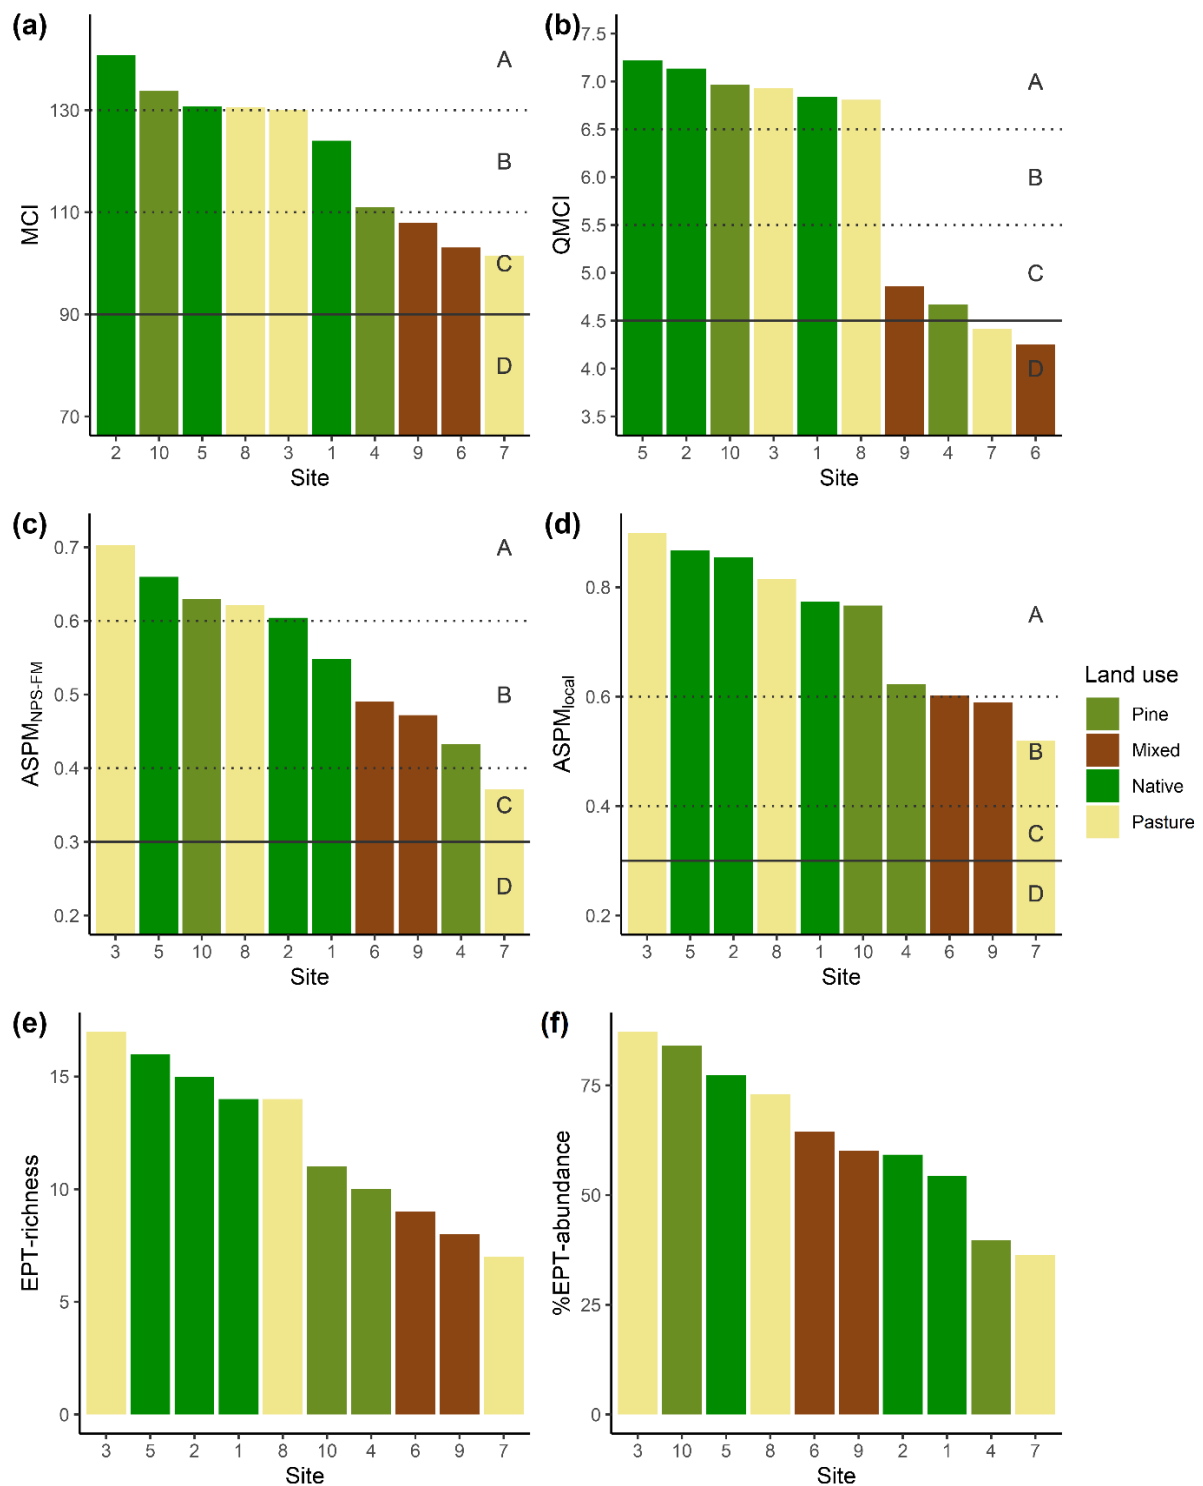 (a)
MCI
130
110
90
70
A
B
C
D
2 10 5 8 3 1 4 9 6 7
Site
(b)
QMCI
7.5
7.0
6.5
6.0
5.5
5.0
4.5
4.0
3.5
A
B
C
D
5 2 10 3 1 8 9 4 7 6
Site
(c)
ASPM_NPS-FM
0.7
0.6
0.5
0.4
0.3
0.2
A
B
C
D
3 5 10 8 2 1 6 9 4 7
Site
(d)
ASPM_local
0.8
0.6
0.4
0.2
A
B
C
D
3 5 2 8 1 10 4 6 9 7
Site
Land use
Pine
Mixed
Native
Pasture
(e)
EPT-richness
15
10
5
0
3 5 2 1 8 10 4 6 9 7
Site
(f)
%EPT-abundance
75
50
25
0
3 10 5 8 6 9 2 1 4 7
Site